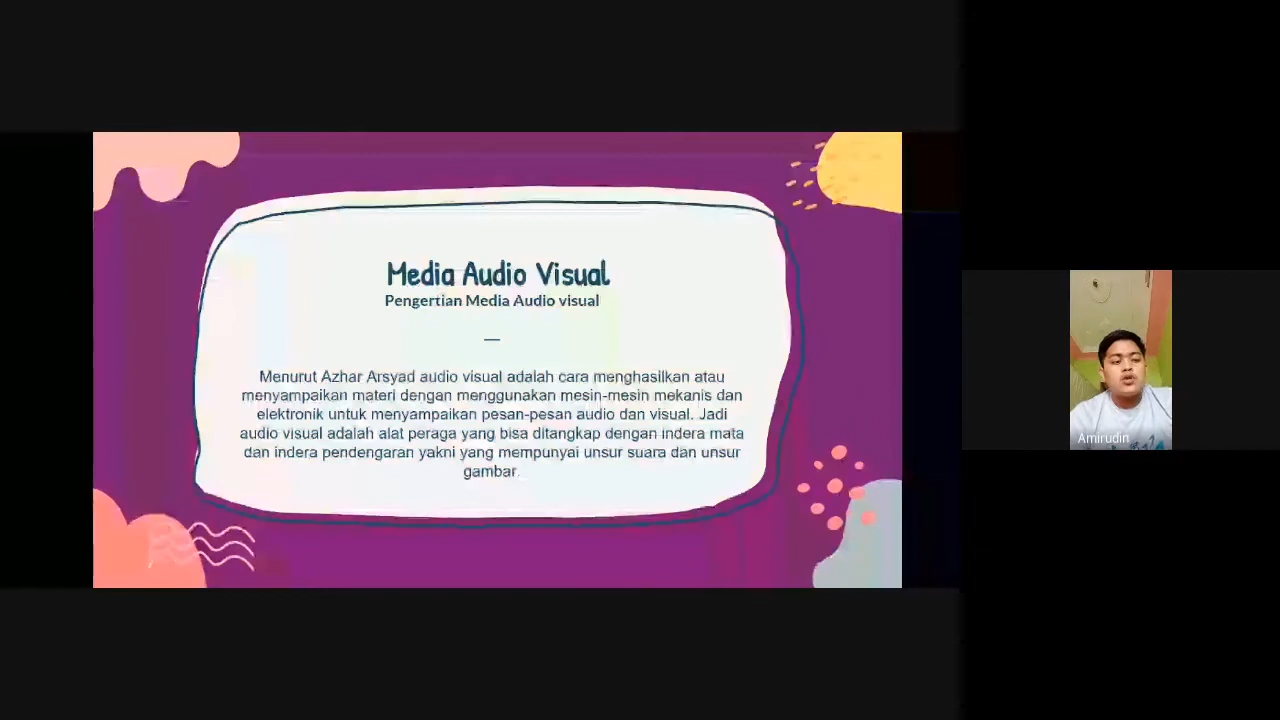 Media Audio Visual
Pengertian Media Audio visual
—
Menurut Azhar Arsyad audio visual adalah cara menghasilkan atau
menyampaikan materi dengan menggunakan mesin-mesin mekanis dan
elektronik untuk menyampaikan pesan-pesan audio dan visual. Jadi
audio visual adalah alat peraga yang bisa ditangkap dengan indera mata
dan indera pendengaran yakni yang mempunyai unsur suara dan unsur
gambar.
Amirudin